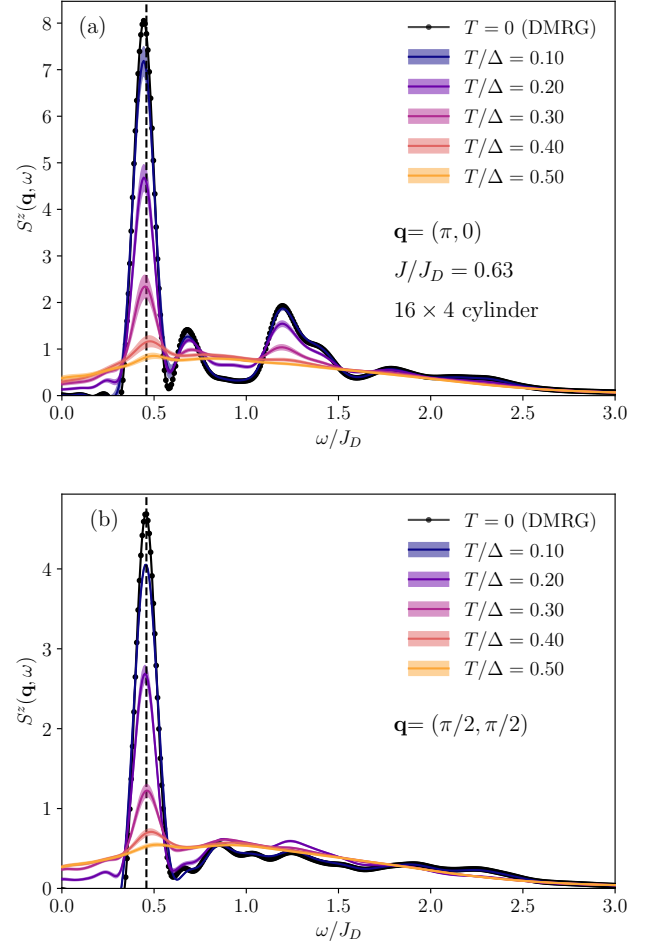 (a)
T = 0 (DMRG)
T/Δ = 0.10
T/Δ = 0.20
T/Δ = 0.30
T/Δ = 0.40
T/Δ = 0.50
q= (π, 0)
J/J_D = 0.63
16 × 4 cylinder
S^z(q, ω)
8
7
6
5
4
3
2
1
0
0.0 0.5 1.0 1.5 2.0 2.5 3.0
ω/J_D
(b)
T = 0 (DMRG)
T/Δ = 0.10
T/Δ = 0.20
T/Δ = 0.30
T/Δ = 0.40
T/Δ = 0.50
q= (π/2, π/2)
S^z(q, ω)
4
3
2
1
0
0.0 0.5 1.0 1.5 2.0 2.5 3.0
ω/J_D